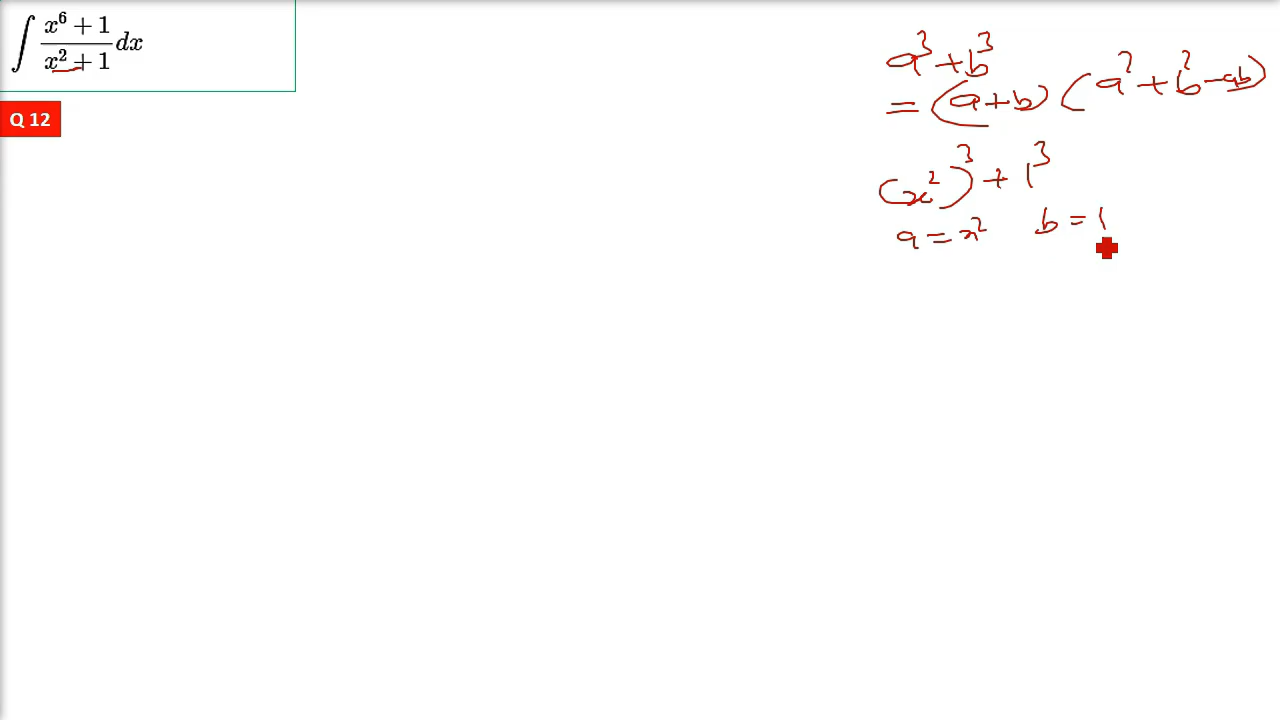 ∫ (x⁶ + 1)/(x² + 1) dx
Q 12
a³ + b³
= (a + b) (a² + b² - ab)
(x²)³ + 1³
a = x² b = 1